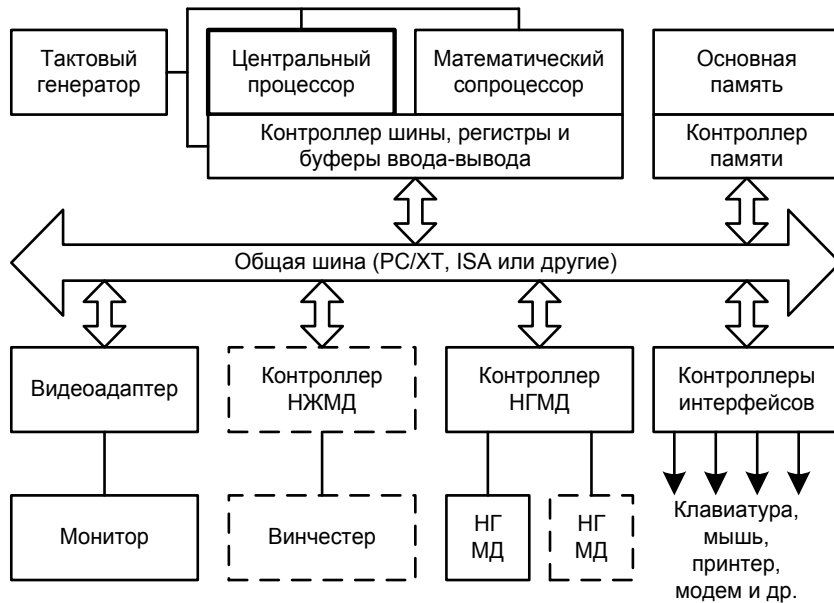 Тактовый
генератор
Центральный
процессор
Математический
сопроцессор
Основная
память
Контроллер шины, регистры и
буферы ввода-вывода
Контроллер
памяти
Общая шина (PC/XT, ISA или другие)
Видеоадаптер
Контроллер
НЖМД
Контроллер
НГМД
Контроллеры
интерфейсов
Монитор
Винчестер
НГ
МД
НГ
МД
Клавиатура,
мышь,
принтер,
модем и др.